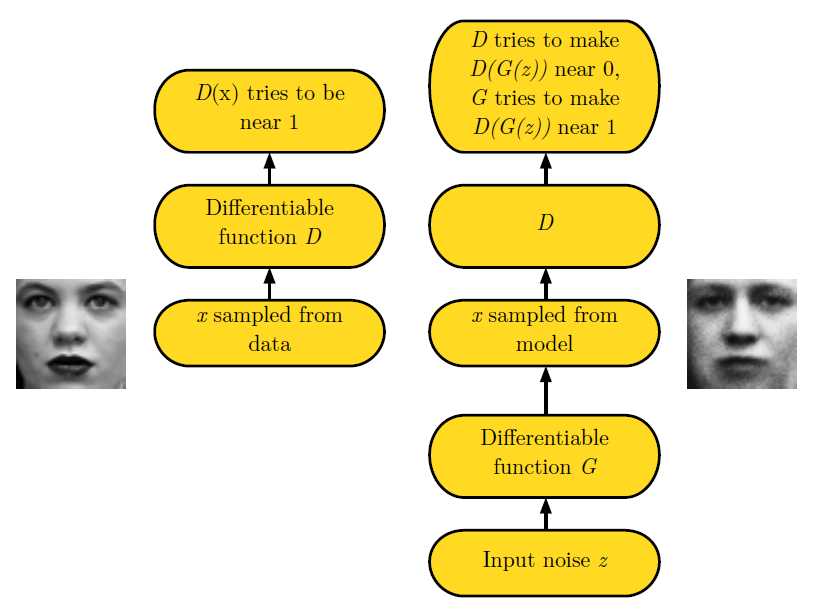 D(x) tries to be
near 1
Differentiable
function D
x sampled from
data
D tries to make
D(G(z)) near 0,
G tries to make
D(G(z)) near 1
D
x sampled from
model
Differentiable
function G
Input noise z